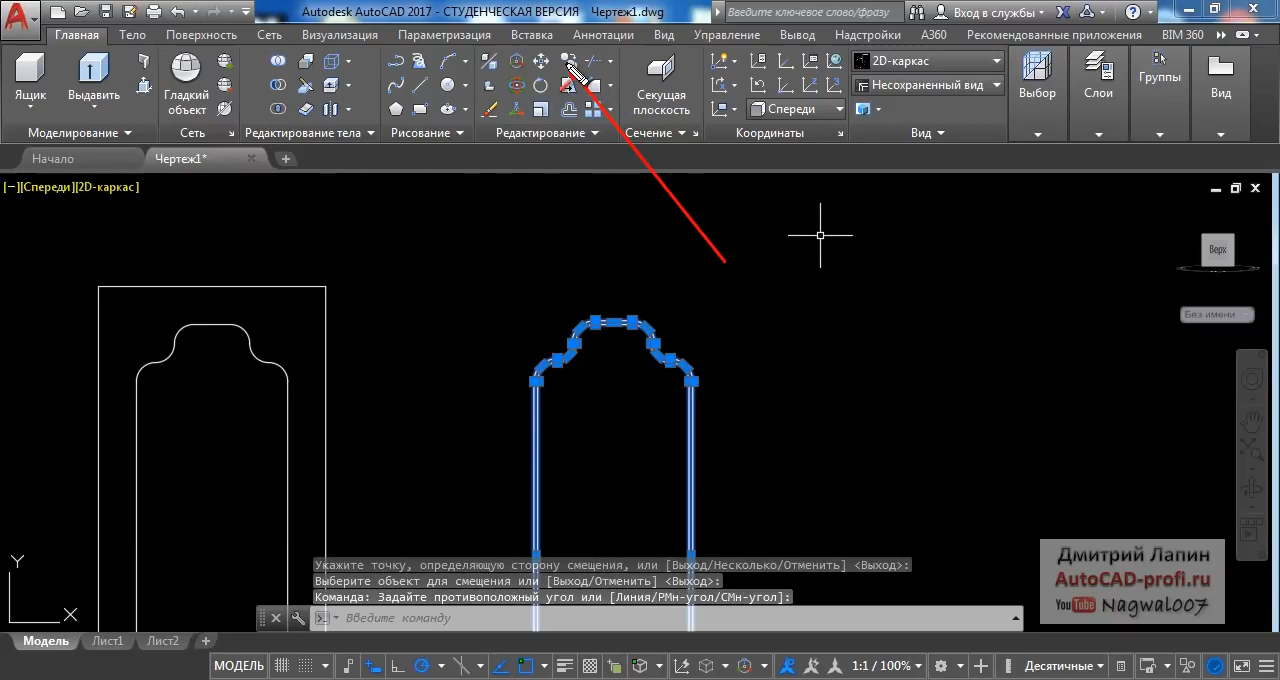 Autodesk AutoCAD 2017 - СТУДЕНЧЕСКАЯ ВЕРСИЯ Чертеж1.dwg
Введите ключевое слово/фразу
Вход в службы
Главная Тело Поверхность Сеть Визуализация Параметризация Вставка Аннотации Вид Управление Вывод Надстройки A360 Рекомендованные приложения BIM 360
Ящик
Выдавить
Гладкий объект
Секущая плоскость
2D-каркас
Несохраненный вид
Спереди
Выбор
Слои
Группы
Вид
Моделирование
Сеть
Редактирование тела
Рисование
Редактирование
Сечение
Координаты
Вид
Начало
Чертеж1*
[−][Спереди][2D-каркас]
Верх
Без имени
Y
X
Укажите точку, определяющую сторону смещения, или [Выход/Несколько/Отменить] <Выход>:
Выберите объект для смещения или [Выход/Отменить] <Выход>:
Команда: Задайте противоположный угол или [Линия/РМн-угол/СМн-угол]:
Введите команду
Дмитрий Лапин
AutoCAD-profi.ru
YouTube Nagwal007
Модель Лист1 Лист2
МОДЕЛЬ
1:1 / 100%
Десятичные